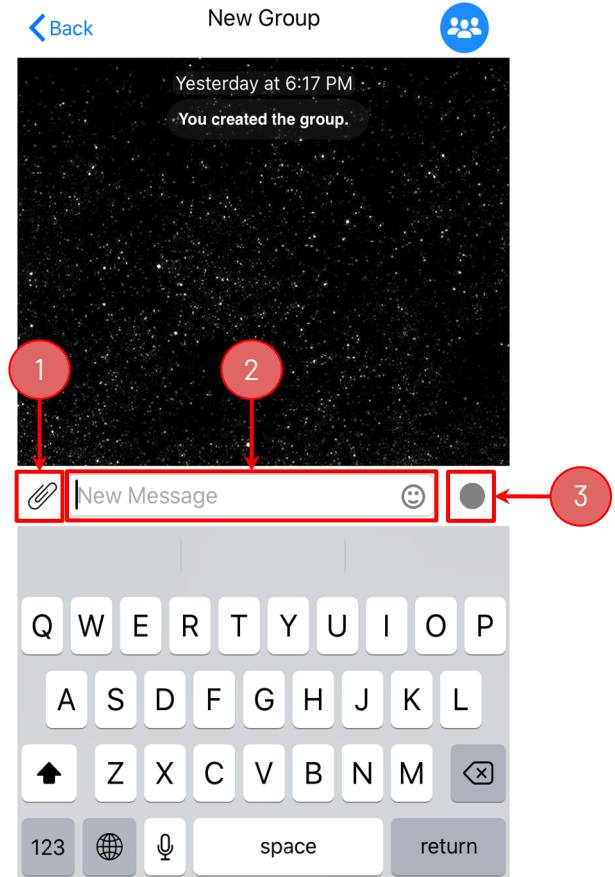 Back
New Group
Yesterday at 6:17 PM
You created the group.
1
2
New Message
3
Q W E R T Y U I O P
A S D F G H J K L
Z X C V B N M
123 space return